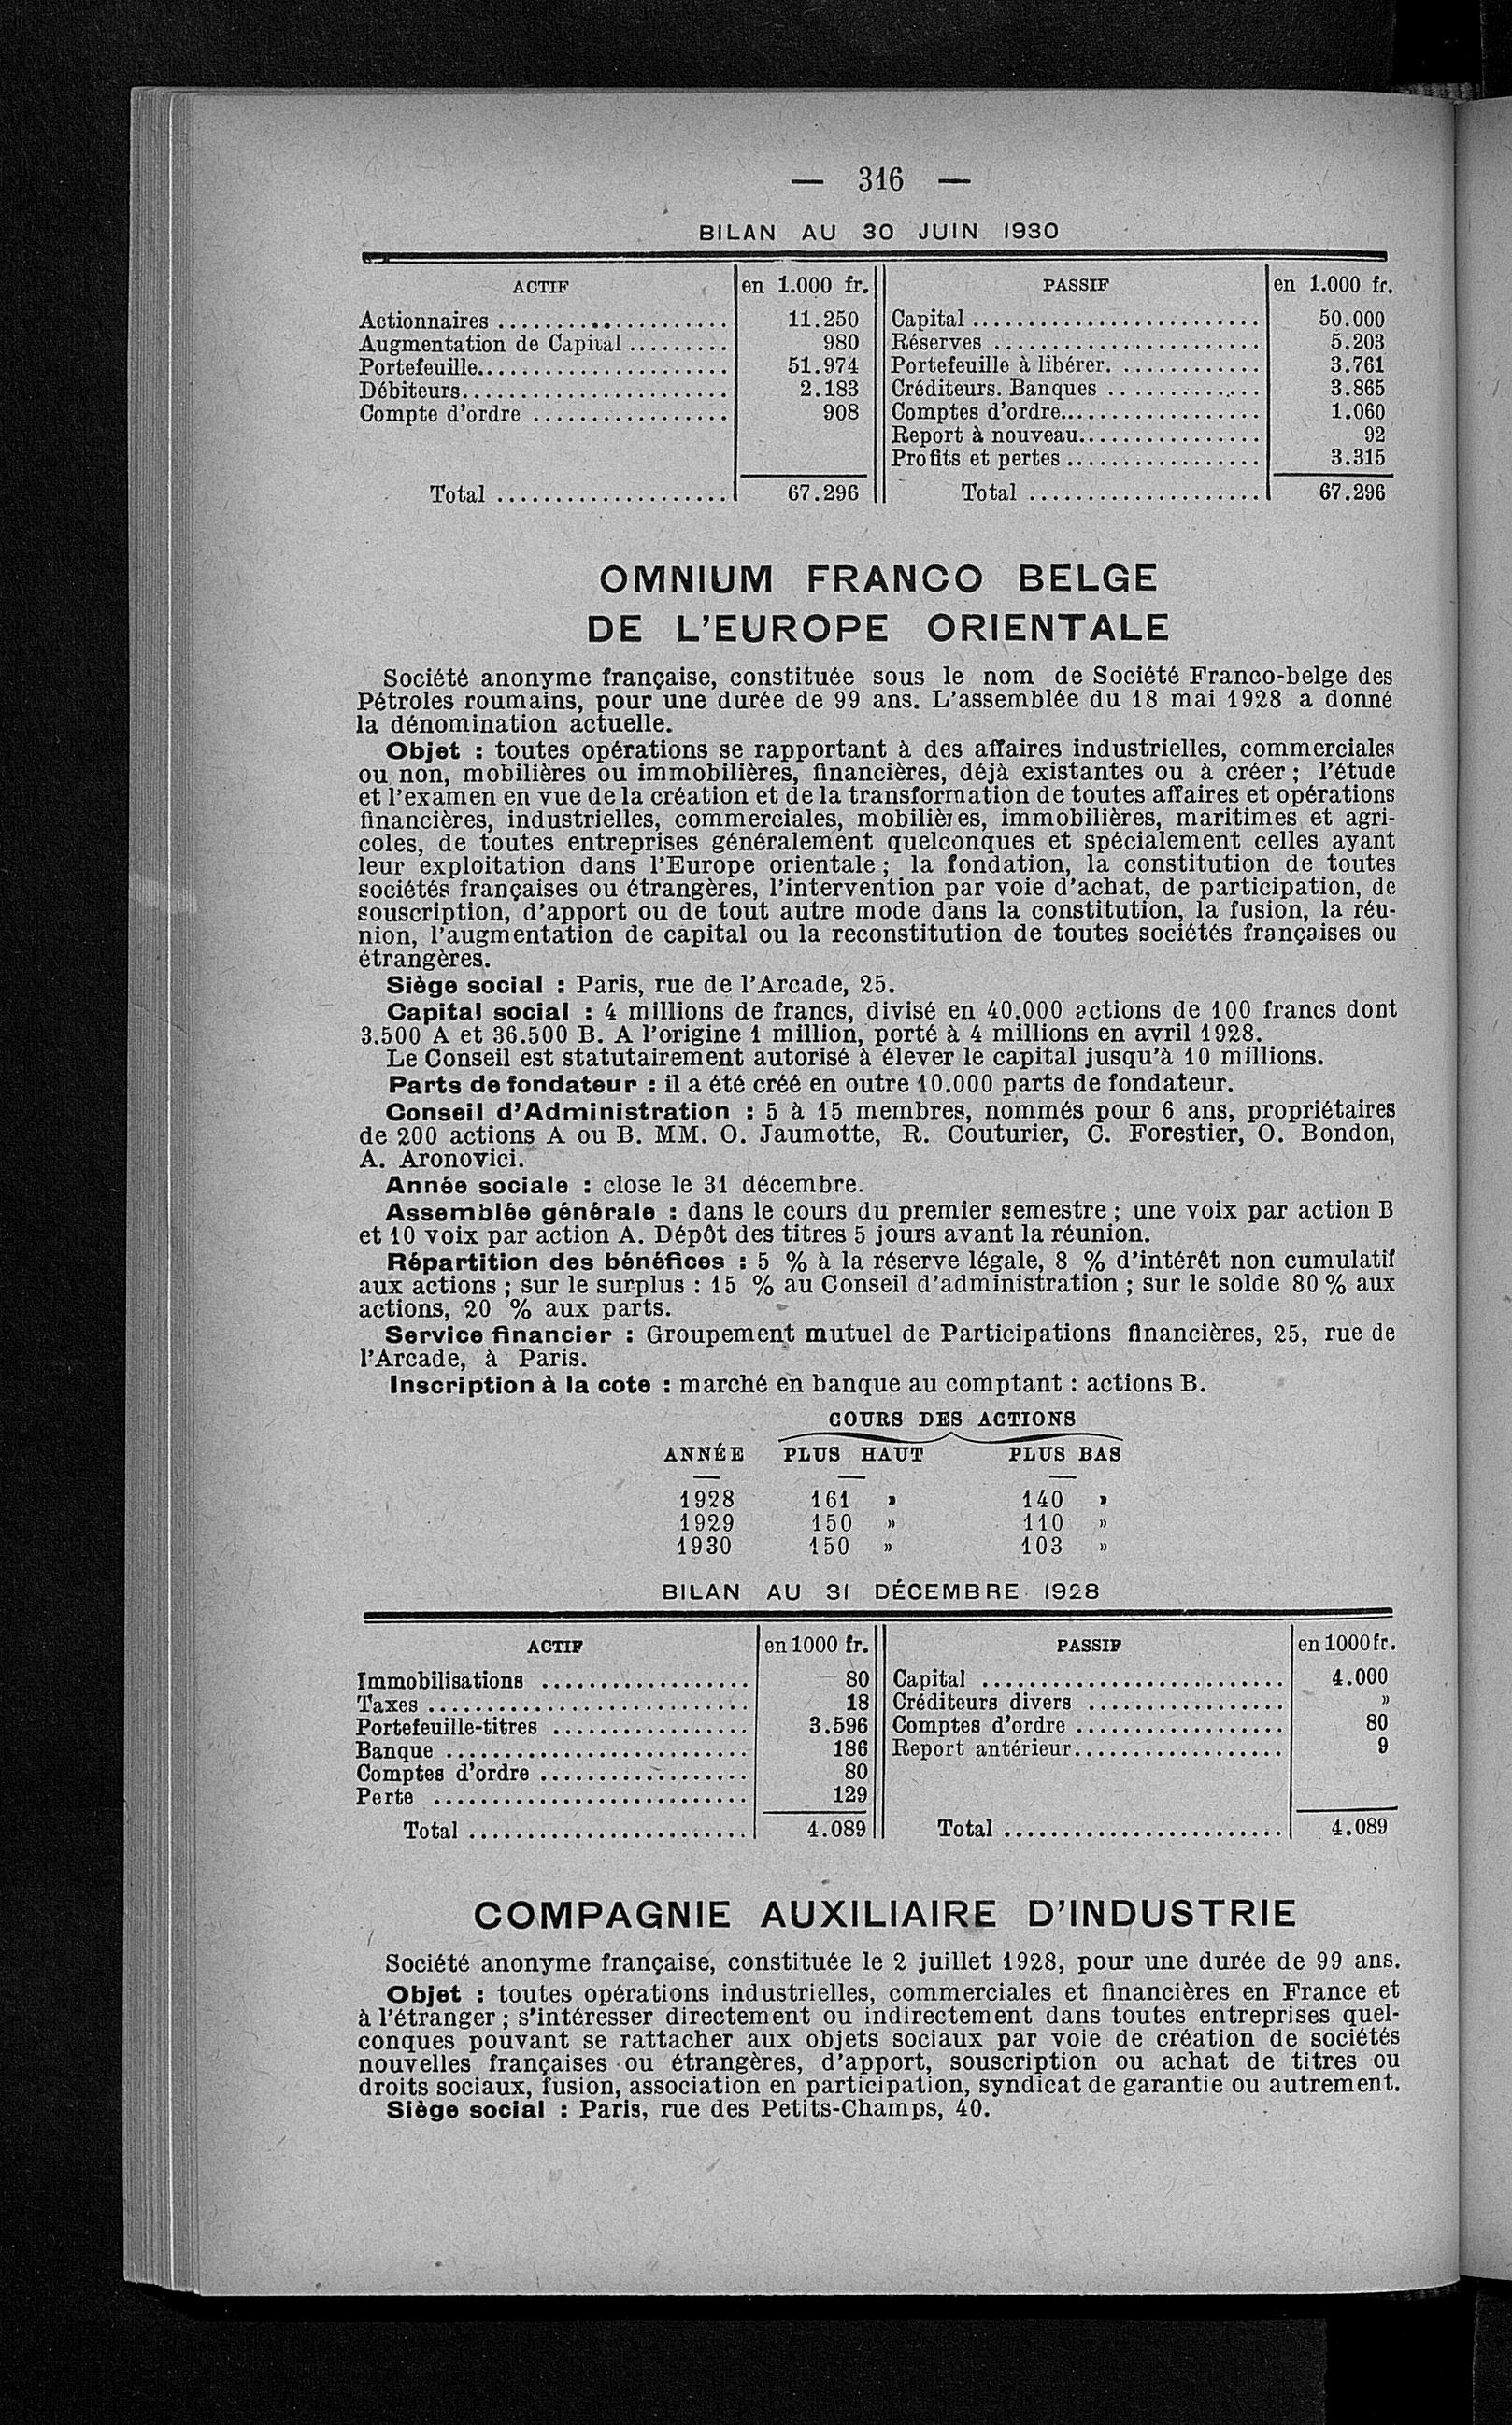 — 316 —
BILAN AU 30 JUIN 1930
ACTIF en 1.000 fr. PASSIF en 1.000 fr.
Actionnaires .................... 11.250 Capital ......................... 50.000
Augmentation de Capital ......... 980 Réserves ....................... 5.203
Portefeuille...................... 51.974 Portefeuille à libérer. ............. 3.761
Débiteurs....................... 2.183 Créditeurs. Banques ............. 3.865
Compte d'ordre ................. 908 Comptes d'ordre.................. 1.060
Report à nouveau................ 92
Profits et pertes ................. 3.315
Total .................... 67.296 Total .................... 67.296
OMNIUM FRANCO BELGE
DE L'EUROPE ORIENTALE
Société anonyme française, constituée sous le nom de Société Franco-belge des
Pétroles roumains, pour une durée de 99 ans. L'assemblée du 18 mai 1928 a donné
la dénomination actuelle.
Objet : toutes opérations se rapportant à des affaires industrielles, commerciales
ou non, mobilières ou immobilières, financières, déjà existantes ou à créer ; l'étude
et l'examen en vue de la création et de la transformation de toutes affaires et opérations
financières, industrielles, commerciales, mobilières, immobilières, maritimes et agri-
coles, de toutes entreprises généralement quelconques et spécialement celles ayant
leur exploitation dans l'Europe orientale ; la fondation, la constitution de toutes
sociétés françaises ou étrangères, l'intervention par voie d'achat, de participation, de
souscription, d'apport ou de tout autre mode dans la constitution, la fusion, la réu-
nion, l'augmentation de capital ou la reconstitution de toutes sociétés françaises ou
étrangères.
Siège social : Paris, rue de l'Arcade, 25.
Capital social : 4 millions de francs, divisé en 40.000 actions de 100 francs dont
3.500 A et 36.500 B. A l'origine 1 million, porté à 4 millions en avril 1928.
Le Conseil est statutairement autorisé à élever le capital jusqu'à 10 millions.
Parts de fondateur : il a été créé en outre 10.000 parts de fondateur.
Conseil d'Administration : 5 à 15 membres, nommés pour 6 ans, propriétaires
de 200 actions A ou B. MM. O. Jaumotte, R. Couturier, C. Forestier, O. Bondon,
A. Aronovici.
Année sociale : close le 31 décembre.
Assemblée générale : dans le cours du premier semestre ; une voix par action B
et 10 voix par action A. Dépôt des titres 5 jours avant la réunion.
Répartition des bénéfices : 5 % à la réserve légale, 8 % d'intérêt non cumulatif
aux actions ; sur le surplus : 15 % au Conseil d'administration ; sur le solde 80 % aux
actions, 20 % aux parts.
Service financier : Groupement mutuel de Participations financières, 25, rue de
l'Arcade, à Paris.
Inscription à la cote : marché en banque au comptant : actions B.
COURS DES ACTIONS
ANNÉE PLUS HAUT PLUS BAS
1928 161 » 140 »
1929 150 » 110 »
1930 150 » 103 »
BILAN AU 31 DÉCEMBRE 1928
ACTIF en 1000 fr. PASSIF en 1000 fr.
Immobilisations .................. 80 Capital .......................... 4.000
Taxes ............................ 18 Créditeurs divers ................. »
Portefeuille-titres ................. 3.596 Comptes d'ordre .................. 80
Banque .......................... 186 Report antérieur.................. 9
Comptes d'ordre .................. 80
Perte ........................... 129
Total ........................ 4.089 Total ........................ 4.089
COMPAGNIE AUXILIAIRE D'INDUSTRIE
Société anonyme française, constituée le 2 juillet 1928, pour une durée de 99 ans.
Objet : toutes opérations industrielles, commerciales et financières en France et
à l'étranger ; s'intéresser directement ou indirectement dans toutes entreprises quel-
conques pouvant se rattacher aux objets sociaux par voie de création de sociétés
nouvelles françaises ou étrangères, d'apport, souscription ou achat de titres ou
droits sociaux, fusion, association en participation, syndicat de garantie ou autrement.
Siège social : Paris, rue des Petits-Champs, 40.